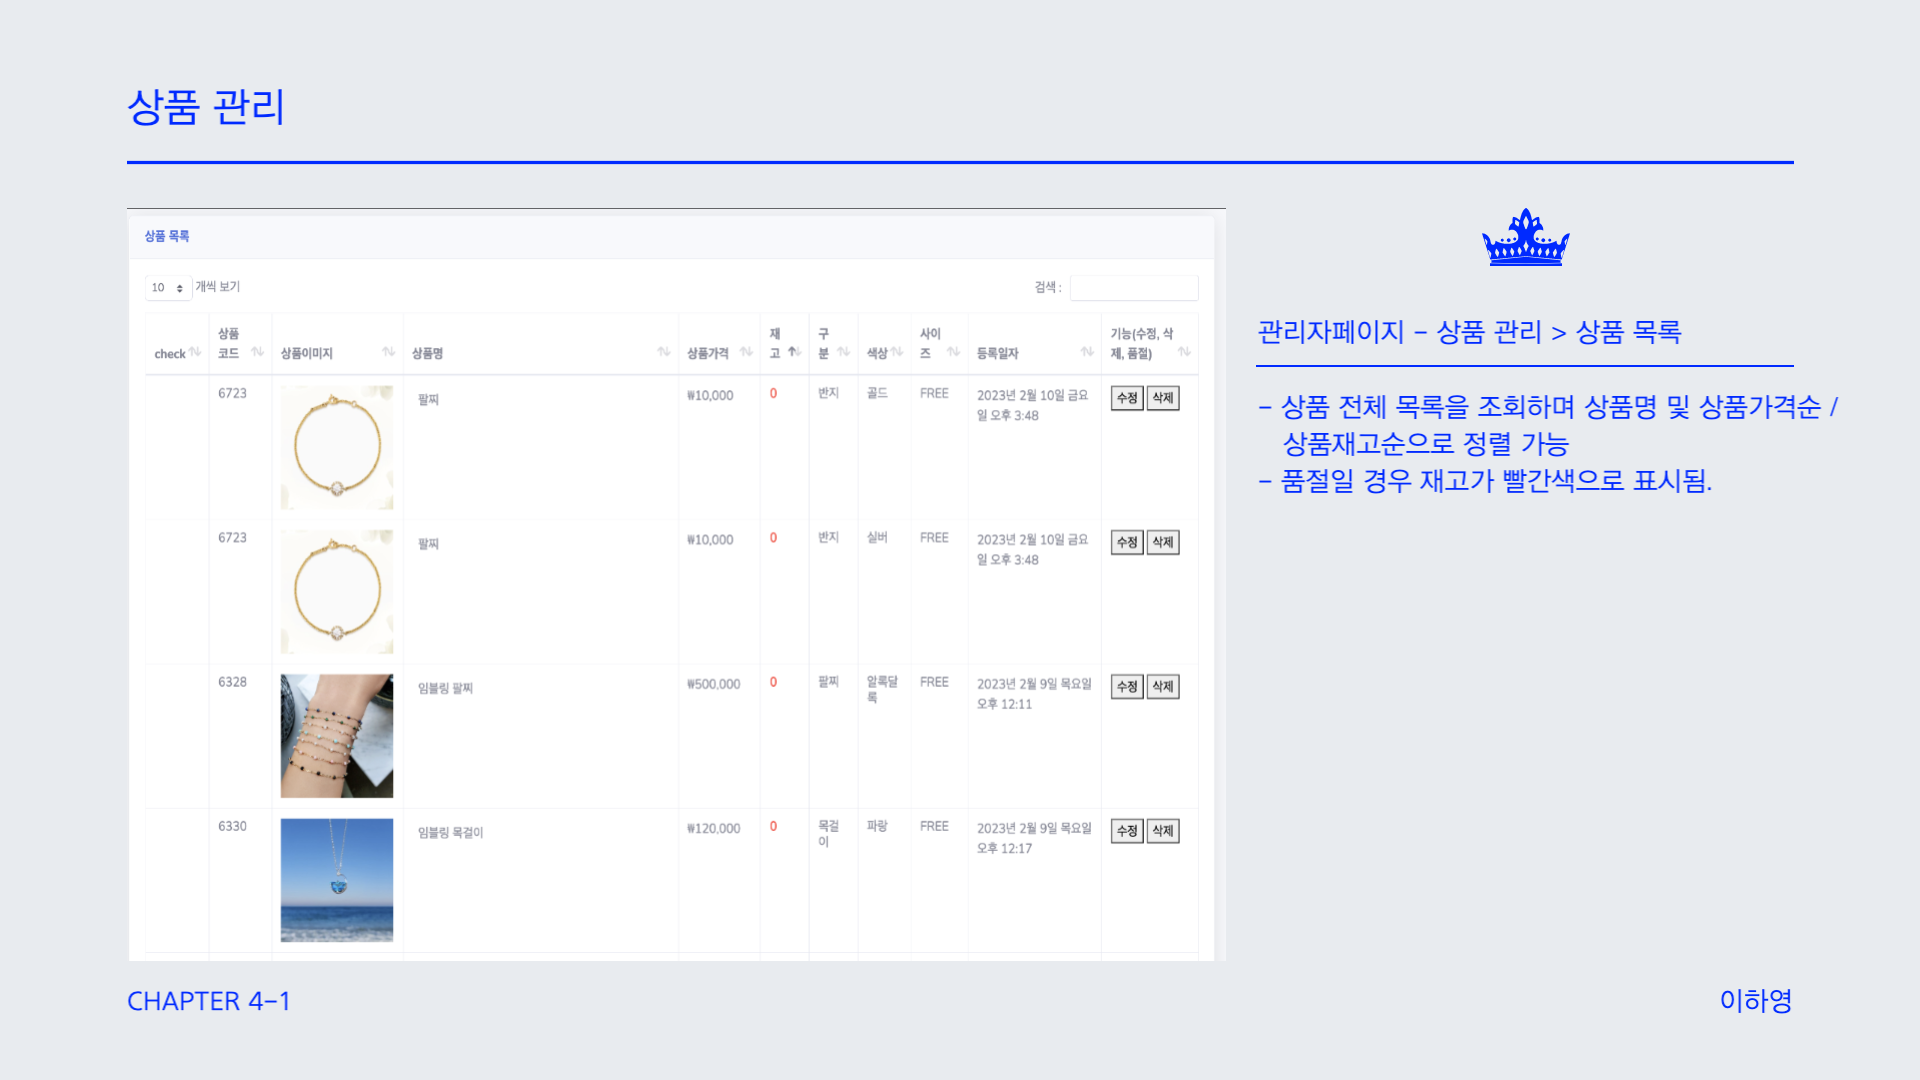 상품 관리
상품 목록
10 개씩 보기
검색 :
check 상품 코드 상품이미지 상품명 상품가격 재고 구분 색상 사이즈 등록일자 기능(수정, 삭제, 품절)
6723 팔찌 ₩10,000 0 반지 골드 FREE 2023년 2월 10일 금요일 오후 3:48 수정 삭제
6723 팔찌 ₩10,000 0 반지 실버 FREE 2023년 2월 10일 금요일 오후 3:48 수정 삭제
6328 임블링 팔찌 ₩500,000 0 팔찌 알록달록 FREE 2023년 2월 9일 목요일 오후 12:11 수정 삭제
6330 임블링 목걸이 ₩120,000 0 목걸이 파랑 FREE 2023년 2월 9일 목요일 오후 12:17 수정 삭제
관리자페이지 - 상품 관리 > 상품 목록
- 상품 전체 목록을 조회하며 상품명 및 상품가격순 /
상품재고순으로 정렬 가능
- 품절일 경우 재고가 빨간색으로 표시됨.
CHAPTER 4-1
이하영